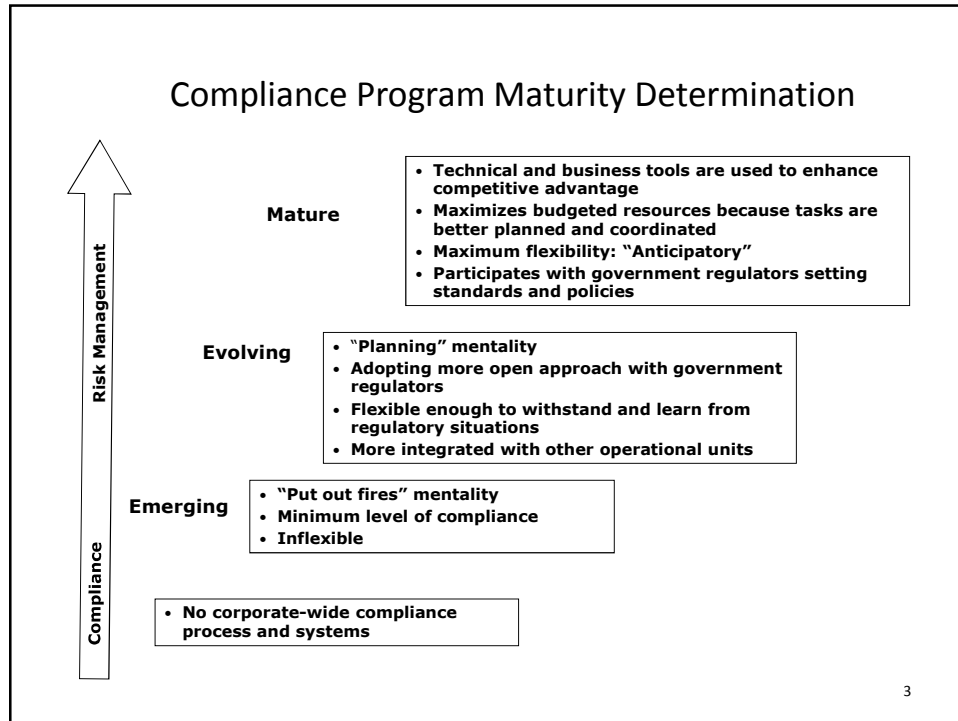 Compliance Program Maturity Determination
Mature
• Technical and business tools are used to enhance
competitive advantage
• Maximizes budgeted resources because tasks are
better planned and coordinated
• Maximum flexibility: “Anticipatory”
• Participates with government regulators setting
standards and policies
Risk Management
Evolving
• “Planning” mentality
• Adopting more open approach with government
regulators
• Flexible enough to withstand and learn from
regulatory situations
• More integrated with other operational units
Emerging
• “Put out fires” mentality
• Minimum level of compliance
• Inflexible
Compliance
• No corporate-wide compliance
process and systems
3